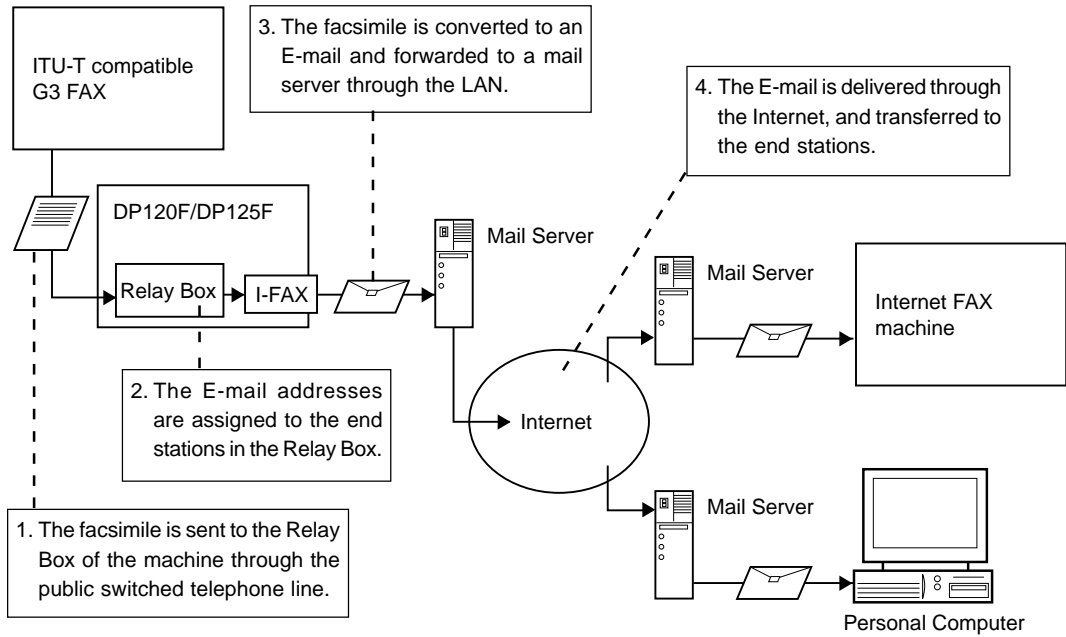 ITU-T compatible
G3 FAX
3. The facsimile is converted to an
E-mail and forwarded to a mail
server through the LAN.
4. The E-mail is delivered through
the Internet, and transferred to
the end stations.
DP120F/DP125F
Relay Box
I-FAX
Mail Server
Mail Server
Internet FAX
machine
2. The E-mail addresses
are assigned to the end
stations in the Relay Box.
Internet
1. The facsimile is sent to the Relay
Box of the machine through the
public switched telephone line.
Mail Server
Personal Computer